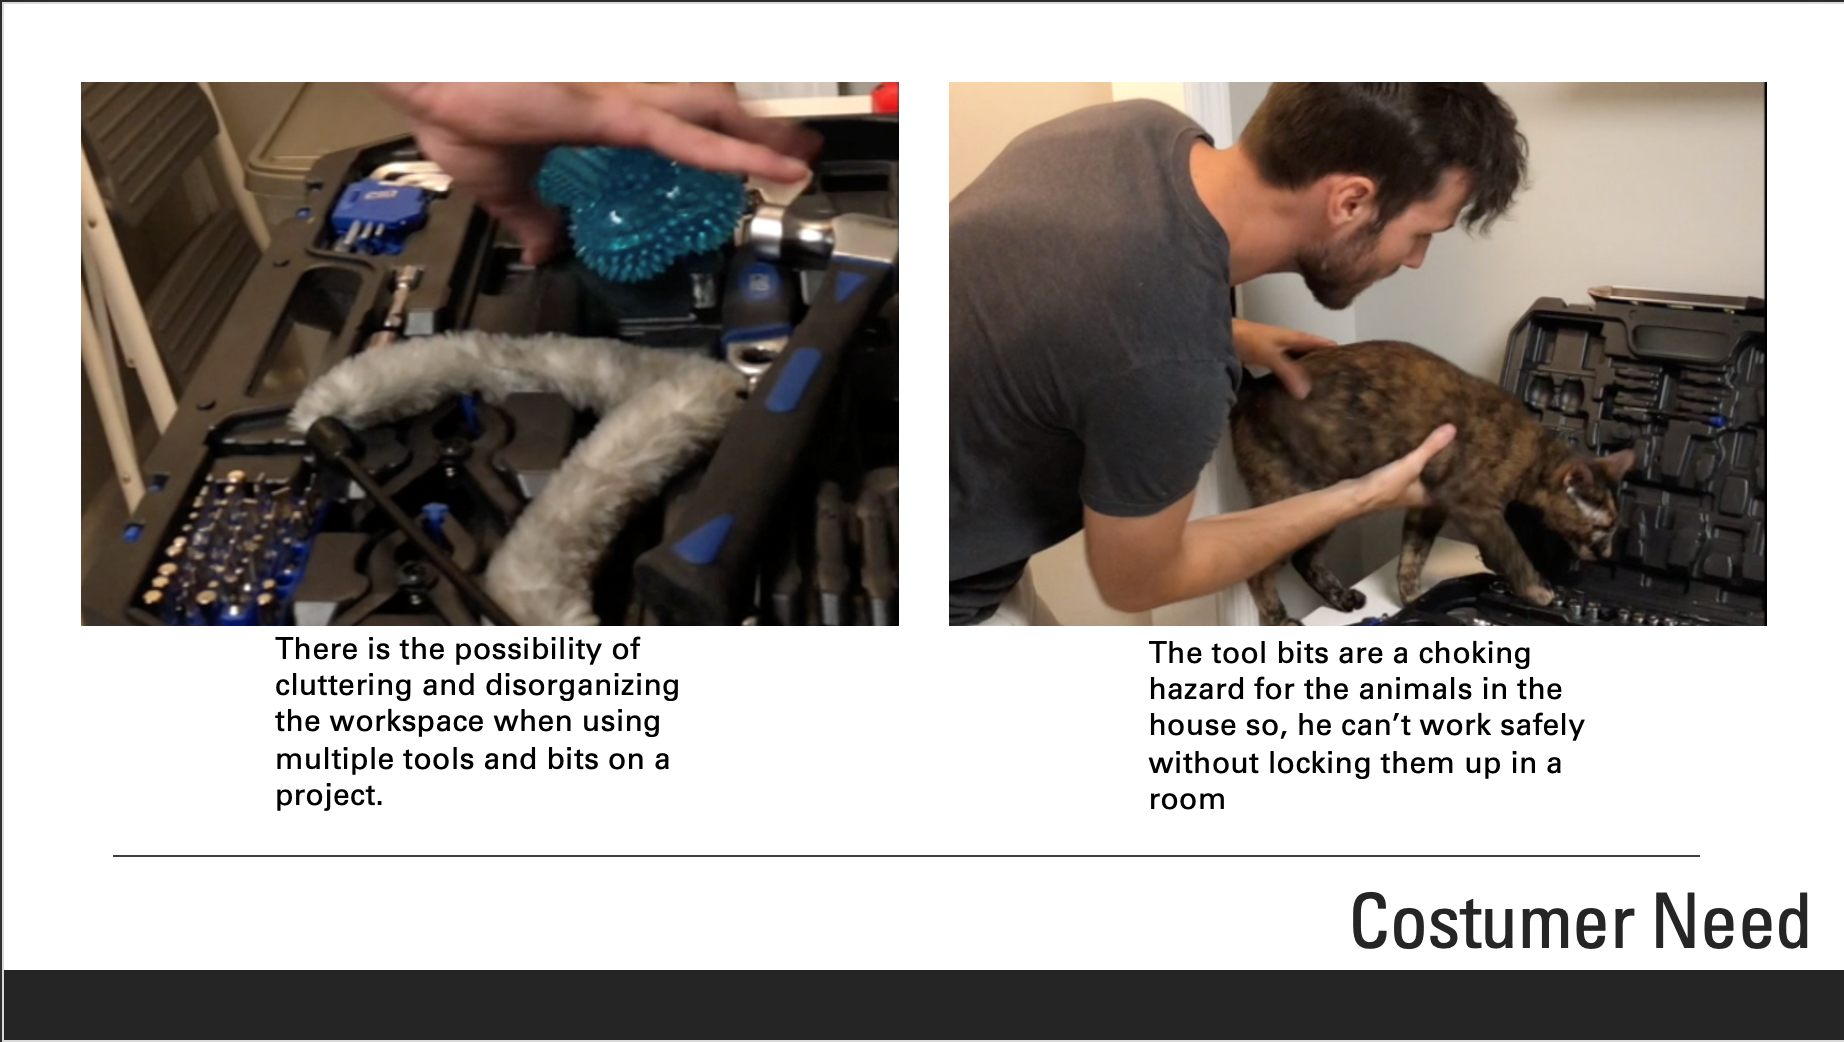 There is the possibility of
cluttering and disorganizing
the workspace when using
multiple tools and bits on a
project.
The tool bits are a choking
hazard for the animals in the
house so, he can’t work safely
without locking them up in a
room
Costumer Need